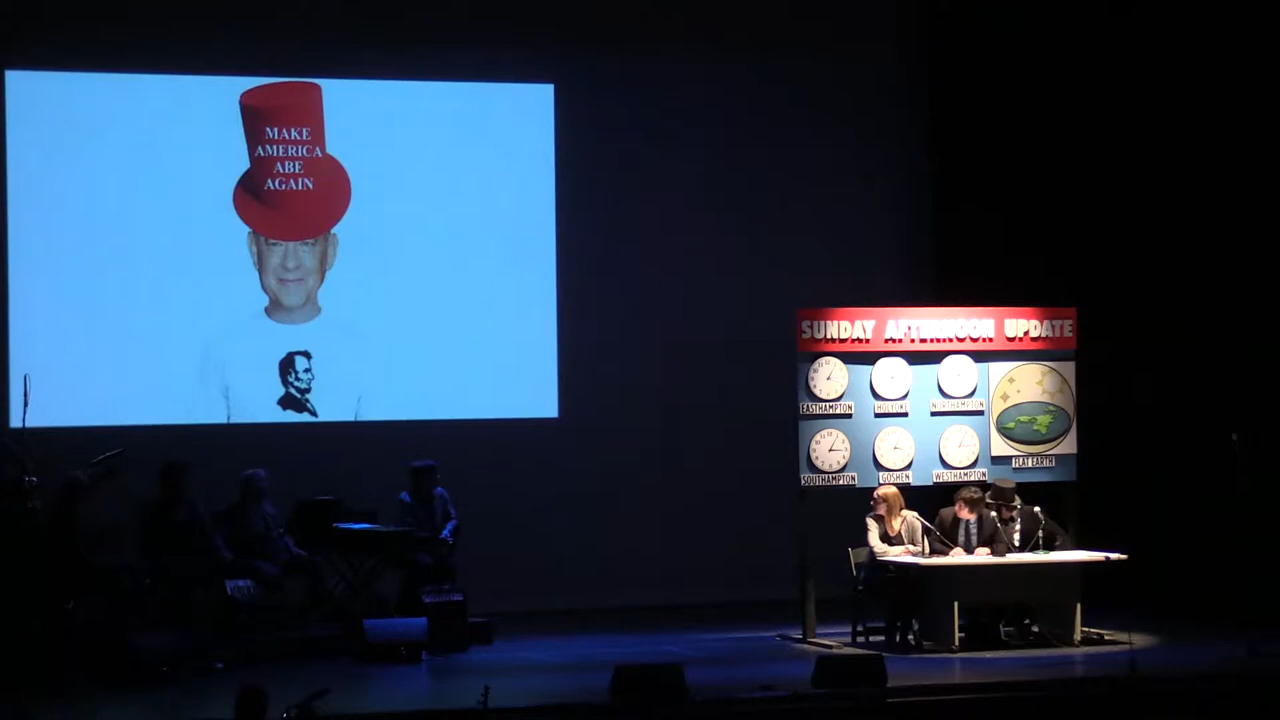 MAKE
AMERICA
ABE
AGAIN
SUNDAY AFTERNOON UPDATE
EASTHAMPTON
HOLYOKE
NORTHAMPTON
SOUTHAMPTON
GOSHEN
WESTHAMPTON
FLAT EARTH